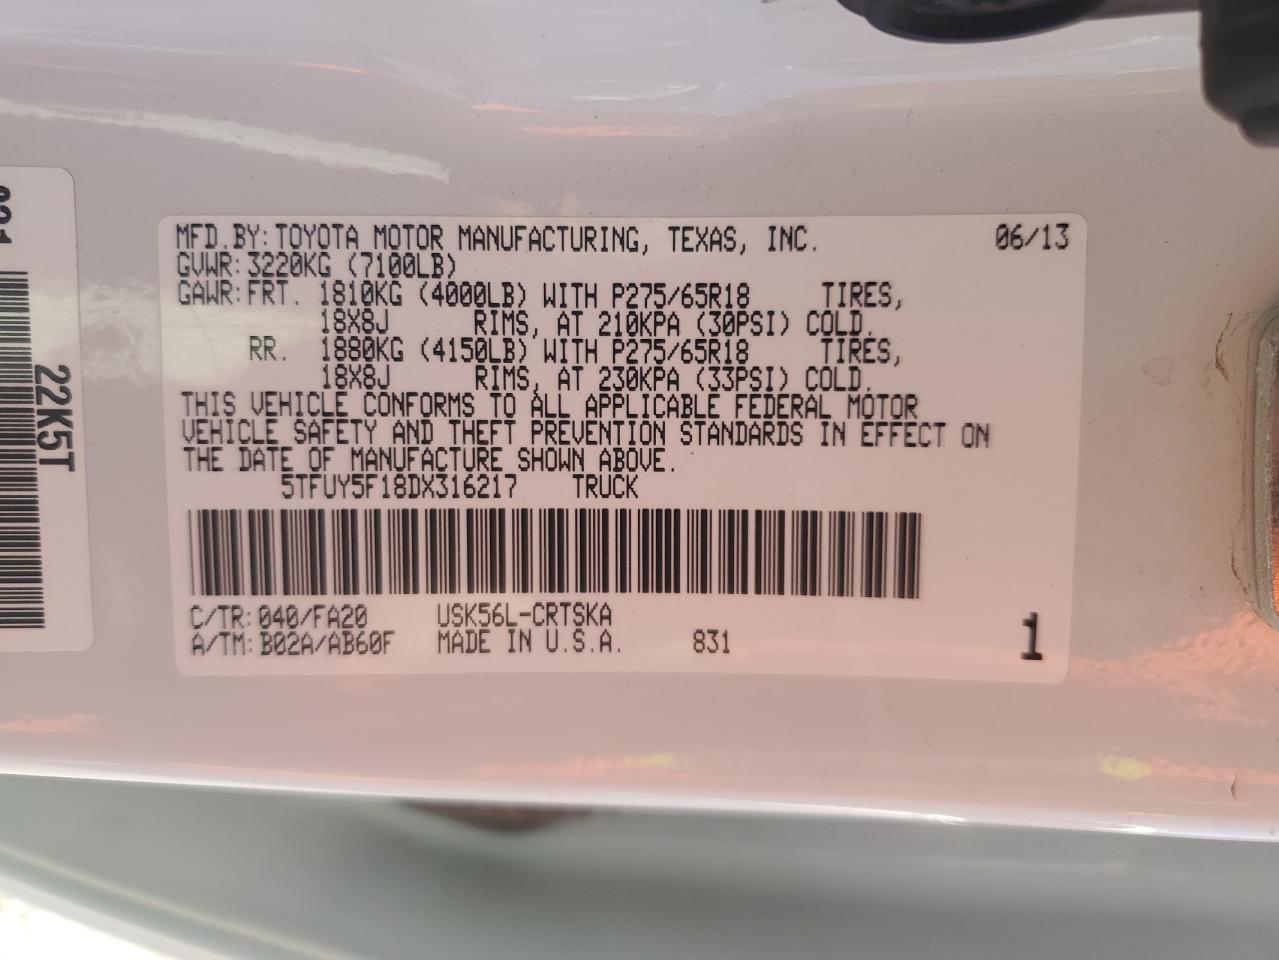 MFD.BY:TOYOTA MOTOR MANUFACTURING, TEXAS, INC. 06/13
GVWR:3220KG (7100LB)
GAWR:FRT. 1810KG (4000LB) WITH P275/65R18 TIRES,
18X8J RIMS, AT 210KPA (30PSI) COLD.
RR. 1880KG (4150LB) WITH P275/65R18 TIRES,
18X8J RIMS, AT 230KPA (33PSI) COLD.
THIS VEHICLE CONFORMS TO ALL APPLICABLE FEDERAL MOTOR
VEHICLE SAFETY AND THEFT PREVENTION STANDARDS IN EFFECT ON
THE DATE OF MANUFACTURE SHOWN ABOVE.
5TFUY5F18DX316217 TRUCK
C/TR:040/FA20 USK56L-CRTSKA
A/TM:B02A/AB60F MADE IN U.S.A. 831 1
22K5T